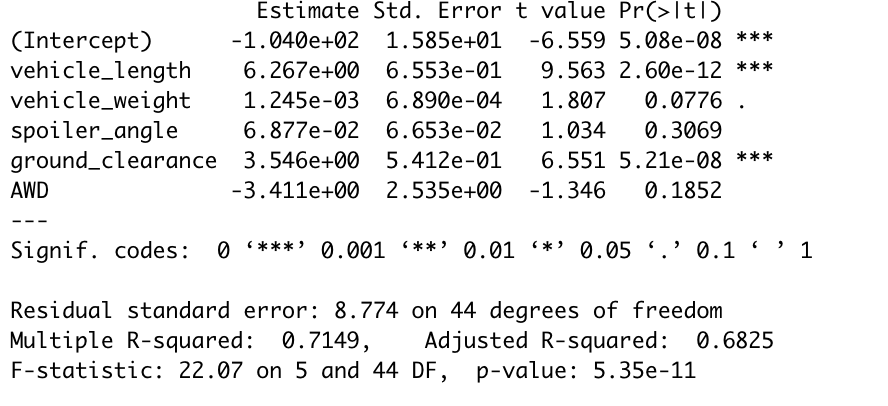 Estimate Std. Error t value Pr(>|t|)
(Intercept) -1.040e+02 1.585e+01 -6.559 5.08e-08 ***
vehicle_length 6.267e+00 6.553e-01 9.563 2.60e-12 ***
vehicle_weight 1.245e-03 6.890e-04 1.807 0.0776 .
spoiler_angle 6.877e-02 6.653e-02 1.034 0.3069
ground_clearance 3.546e+00 5.412e-01 6.551 5.21e-08 ***
AWD -3.411e+00 2.535e+00 -1.346 0.1852
---
Signif. codes: 0 ‘***’ 0.001 ‘**’ 0.01 ‘*’ 0.05 ‘.’ 0.1 ‘ ’ 1
Residual standard error: 8.774 on 44 degrees of freedom
Multiple R-squared: 0.7149, Adjusted R-squared: 0.6825
F-statistic: 22.07 on 5 and 44 DF, p-value: 5.35e-11